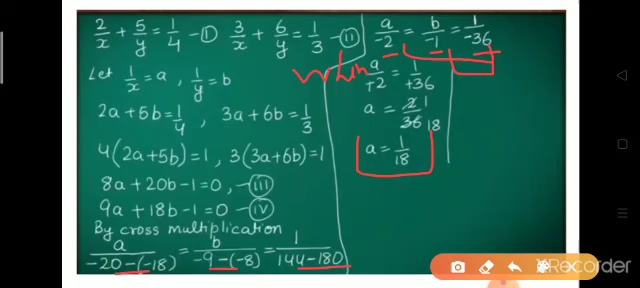 2/x + 5/y = 1/4 —(I) 3/x + 6/y = 1/3 —(II)
Let 1/x = a , 1/y = b
2a + 5b = 1/4 , 3a + 6b = 1/3
4(2a + 5b) = 1 , 3(3a + 6b) = 1
8a + 20b - 1 = 0 , —(III)
9a + 18b - 1 = 0 —(IV)
By cross multiplication
a/(-20-(-18)) = b/(-9-(-8)) = 1/(144-180)
a/-2 = b/-1 = 1/-36
a/+2 = 1/+36
a = 2/36 1/18
a = 1/18
Recorder